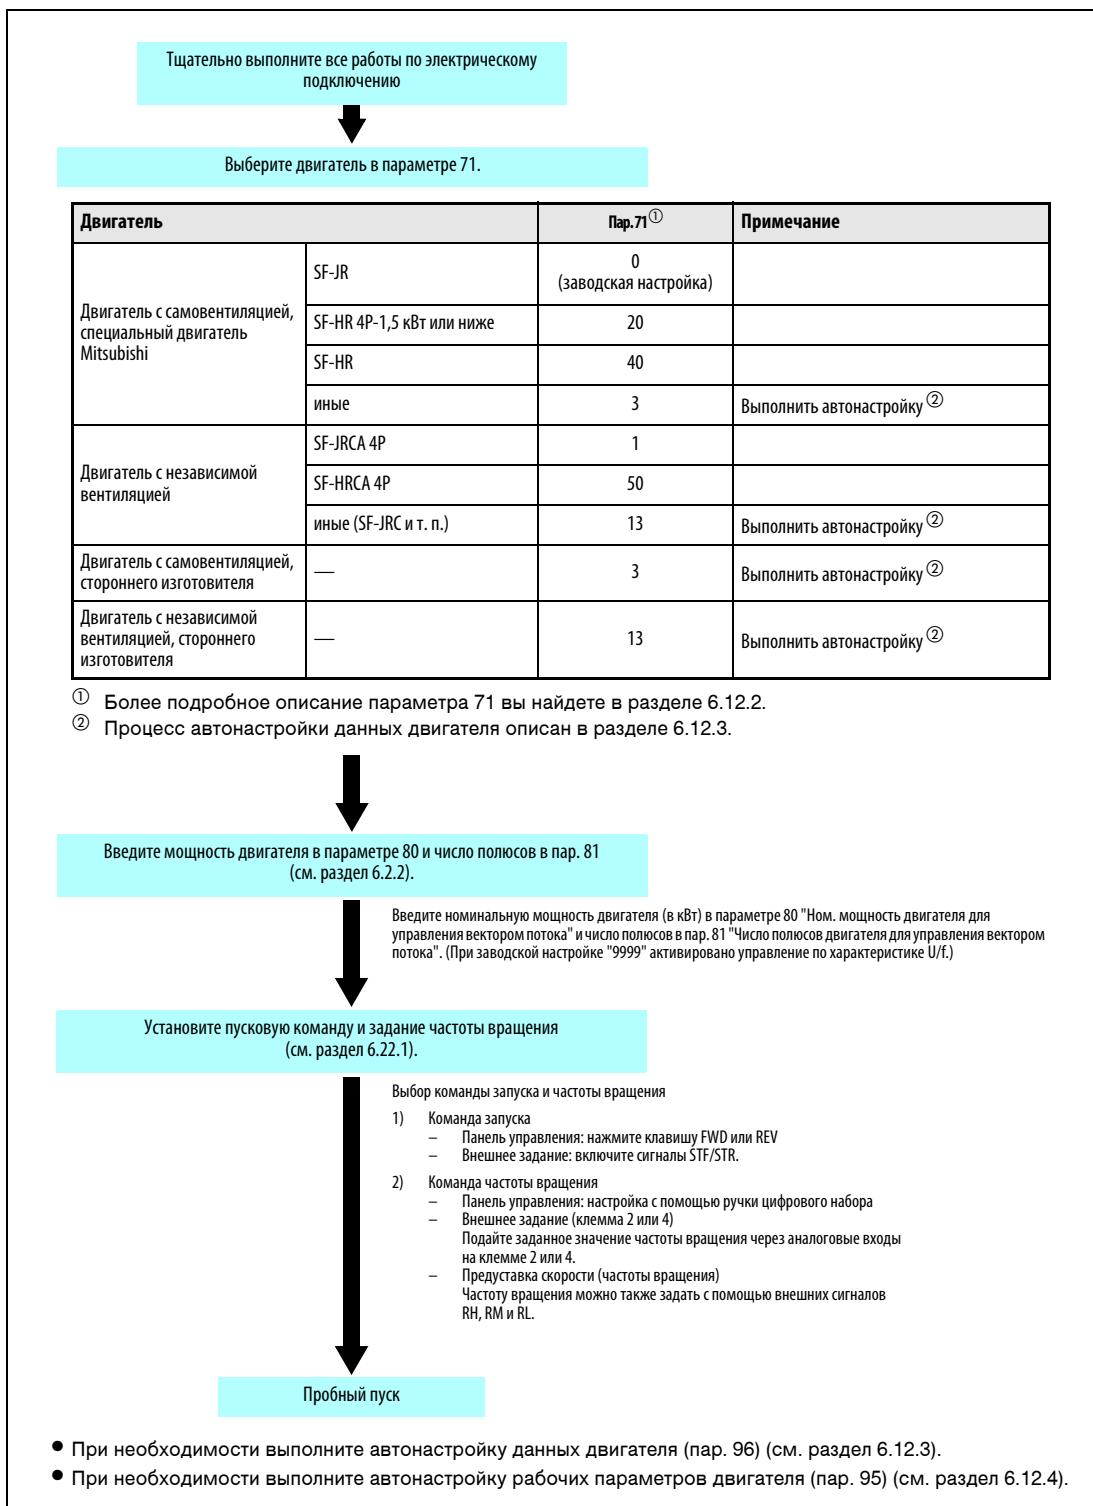 Тщательно выполните все работы по электрическому
подключению
Выберите двигатель в параметре 71.
Двигатель
Пар.71①
Примечание
Двигатель с самовентиляцией,
специальный двигатель
Mitsubishi
SF-JR
0
(заводская настройка)
SF-HR 4P-1,5 кВт или ниже
20
SF-HR
40
иные
3
Выполнить автонастройку ②
Двигатель с независимой
вентиляцией
SF-JRCA 4P
1
SF-HRCA 4P
50
иные (SF-JRC и т. п.)
13
Выполнить автонастройку ②
Двигатель с самовентиляцией,
стороннего изготовителя
—
3
Выполнить автонастройку ②
Двигатель с независимой
вентиляцией, стороннего
изготовителя
—
13
Выполнить автонастройку ②
① Более подробное описание параметра 71 вы найдете в разделе 6.12.2.
② Процесс автонастройки данных двигателя описан в разделе 6.12.3.
Введите мощность двигателя в параметре 80 и число полюсов в пар. 81
(см. раздел 6.2.2).
Введите номинальную мощность двигателя (в кВт) в параметре 80 "Ном. мощность двигателя для
управления вектором потока" и число полюсов в пар. 81 "Число полюсов двигателя для управления вектором
потока". (При заводской настройке "9999" активировано управление по характеристике U/f.)
Установите пусковую команду и задание частоты вращения
(см. раздел 6.22.1).
Выбор команды запуска и частоты вращения
1) Команда запуска
– Панель управления: нажмите клавишу FWD или REV
– Внешнее задание: включите сигналы STF/STR.
2) Команда частоты вращения
– Панель управления: настройка с помощью ручки цифрового набора
– Внешнее задание (клемма 2 или 4)
Подайте заданное значение частоты вращения через аналоговые входы
на клемме 2 или 4.
– Предуставка скорости (частоты вращения)
Частоту вращения можно также задать с помощью внешних сигналов
RH, RM и RL.
Пробный пуск
● При необходимости выполните автонастройку данных двигателя (пар. 96) (см. раздел 6.12.3).
● При необходимости выполните автонастройку рабочих параметров двигателя (пар. 95) (см. раздел 6.12.4).